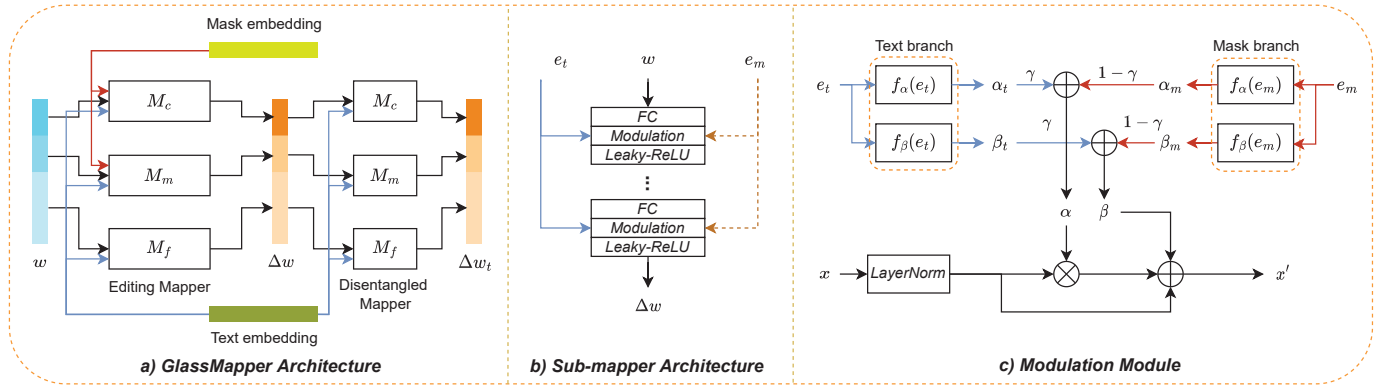 Mask embedding
M_c
M_c
M_m
M_m
M_f
M_f
w
Δw
Δw_t
Editing Mapper
Disentangled
Mapper
Text embedding
a) GlassMapper Architecture
e_t
w
e_m
FC
Modulation
Leaky-ReLU
...
FC
Modulation
Leaky-ReLU
Δw
b) Sub-mapper Architecture
Text branch
Mask branch
e_t
f_α(e_t)
α_t
γ
1 − γ
α_m
f_α(e_m)
e_m
f_β(e_t)
β_t
γ
1 − γ
β_m
f_β(e_m)
α
β
x
LayerNorm
x′
c) Modulation Module